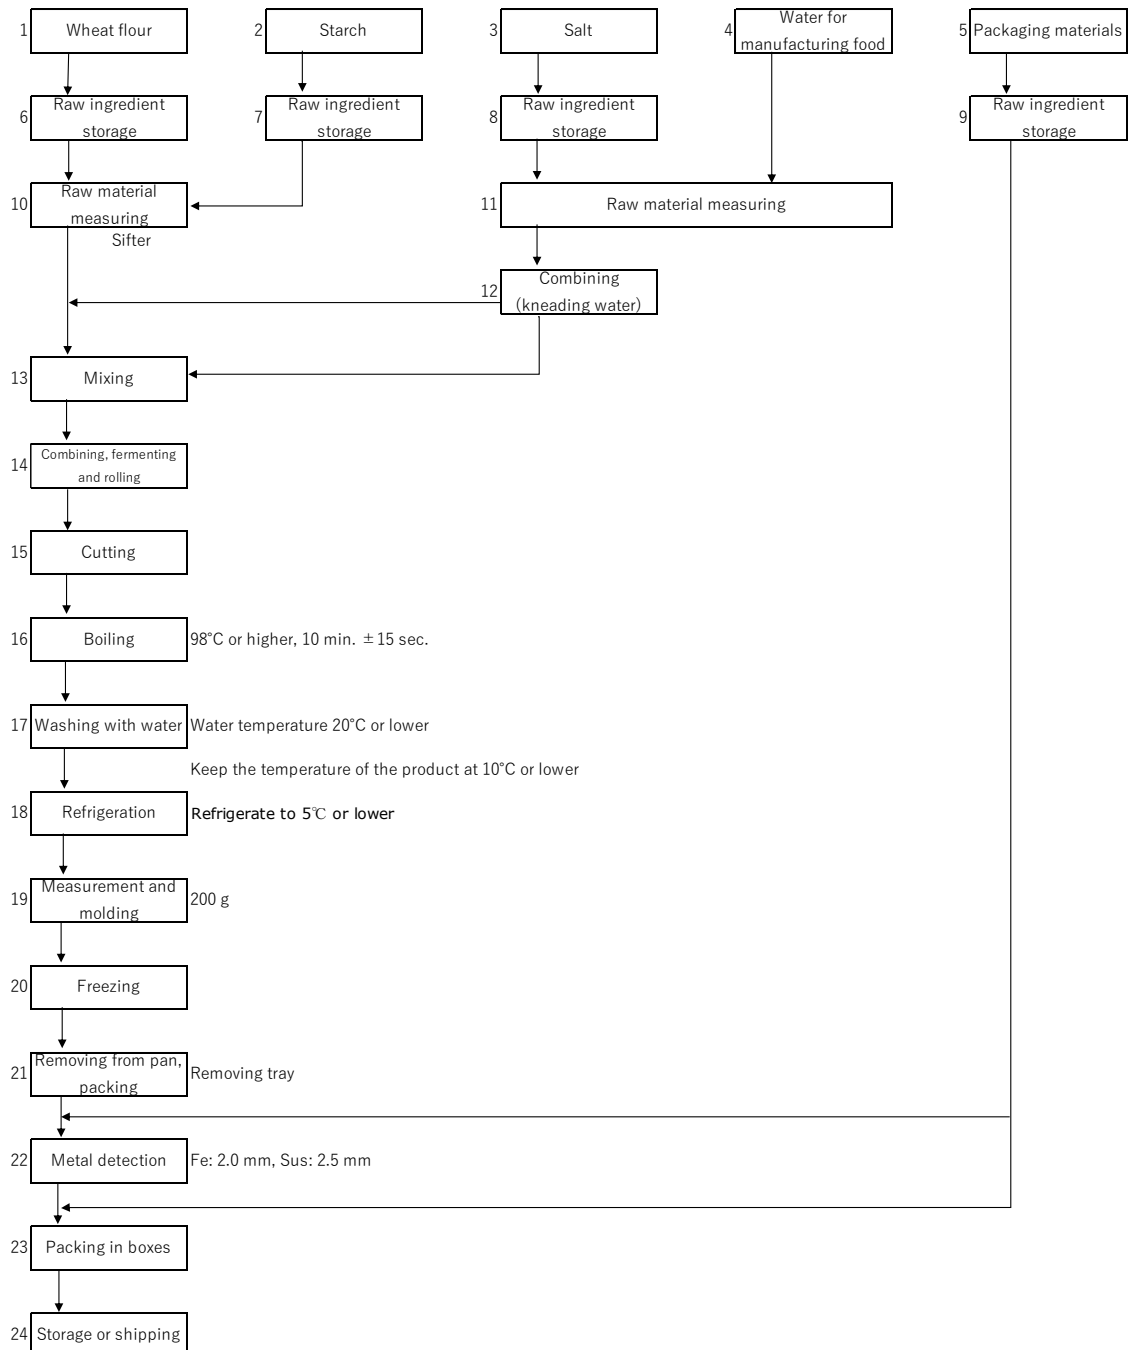 1 Wheat flour
2 Starch
3 Salt
4 Water for
manufacturing food
5 Packaging materials
6 Raw ingredient
storage
7 Raw ingredient
storage
8 Raw ingredient
storage
9 Raw ingredient
storage
10 Raw material
measuring
Sifter
11 Raw material measuring
12 Combining
(kneading water)
13 Mixing
14 Combining, fermenting
and rolling
15 Cutting
16 Boiling 98°C or higher, 10 min. ±15 sec.
17 Washing with water Water temperature 20°C or lower
Keep the temperature of the product at 10°C or lower
18 Refrigeration Refrigerate to 5℃ or lower
19 Measurement and
molding 200 g
20 Freezing
21 Removing from pan,
packing Removing tray
22 Metal detection Fe: 2.0 mm, Sus: 2.5 mm
23 Packing in boxes
24 Storage or shipping